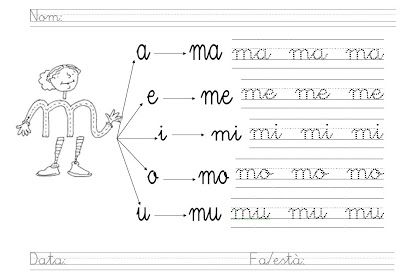 Nom:
a ma ma ma ma
e me me me me
m
i mi mi mi mi
o mo mo mo mo
u mu mu mu mu
Data: Fa/està: